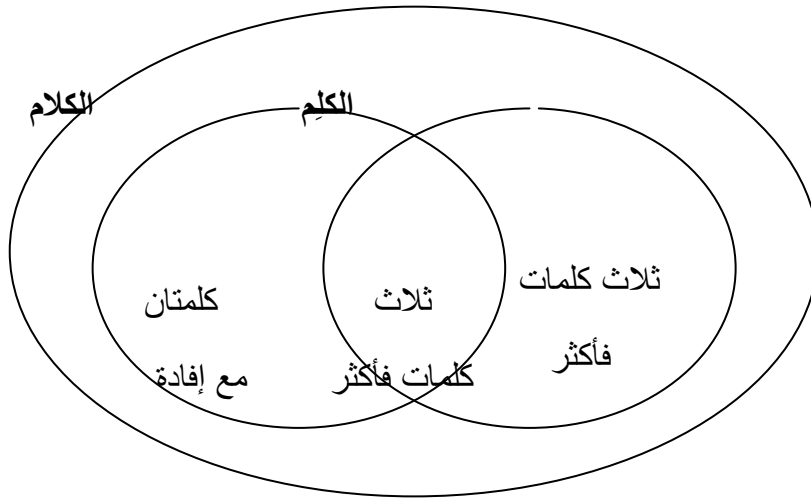 الكلام
الكلِم
ثلاث كلمات
فأكثر
ثلاث
كلمات فأكثر
كلمتان
مع إفادة